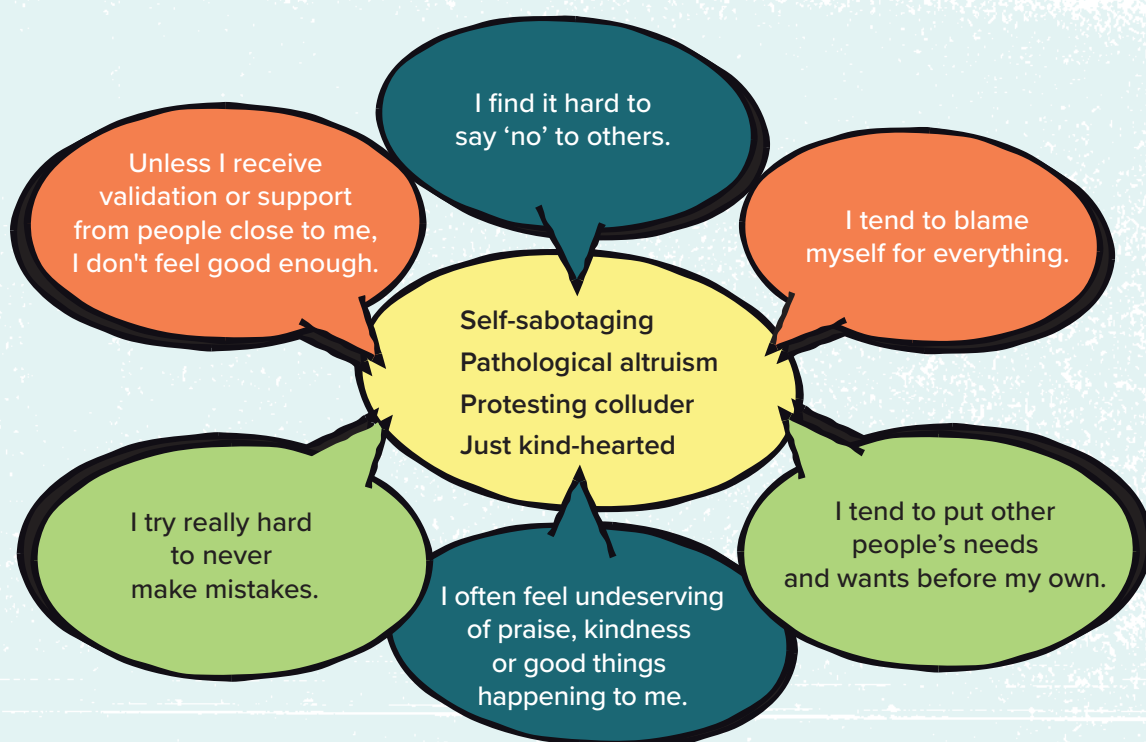 I find it hard to
say ‘no’ to others.
Unless I receive
validation or support
from people close to me,
I don't feel good enough.
I tend to blame
myself for everything.
Self-sabotaging
Pathological altruism
Protesting colluder
Just kind-hearted
I try really hard
to never
make mistakes.
I often feel undeserving
of praise, kindness
or good things
happening to me.
I tend to put other
people’s needs
and wants before my own.